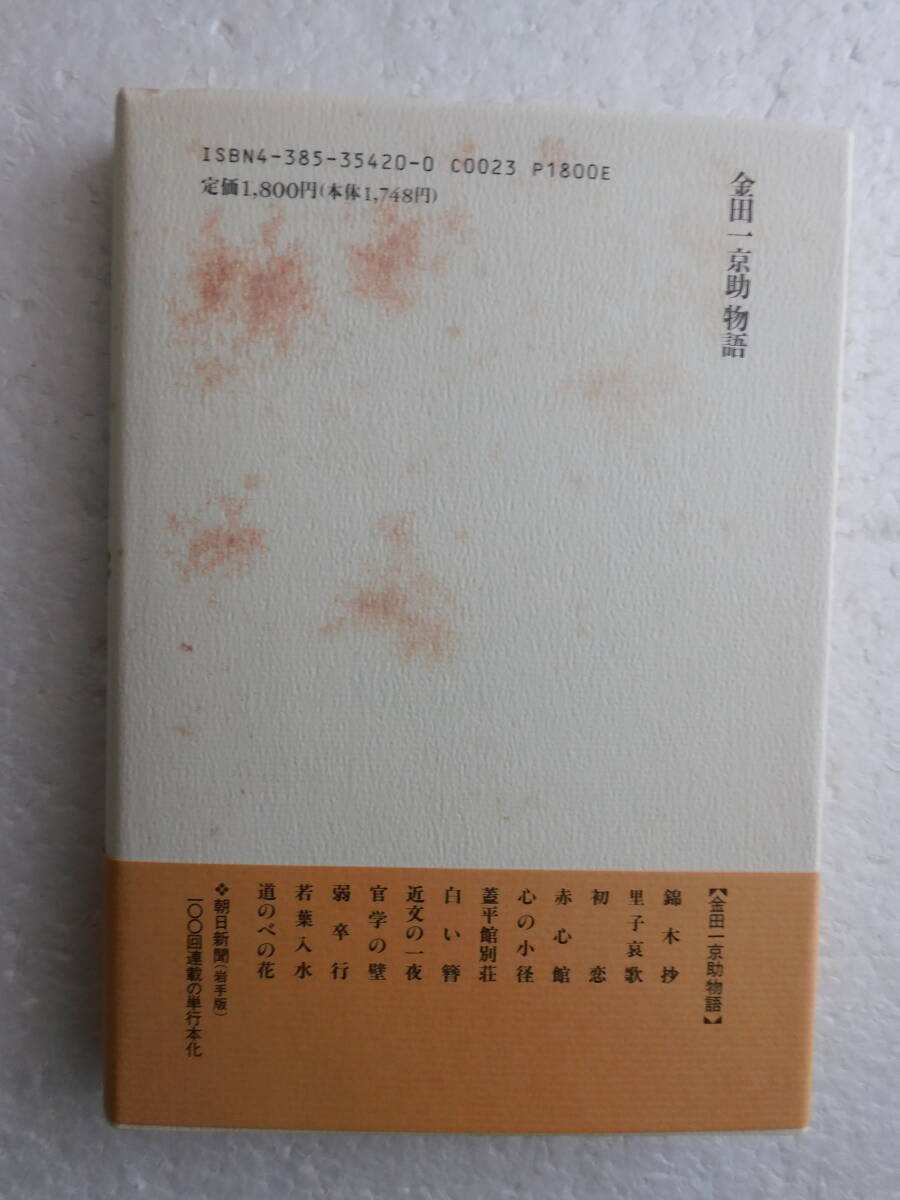 ISBN4-385-35420-0 C0023 P1800E
定価1,800円(本体1,748円)
金田一京助物語
【金田一京助物語】
錦木抄
里子哀歌
初恋
赤心館
心の小径
蓋平館別荘
白い簪
近文の一夜
官学の壁
弱卒行
若葉入水
道のべの花
❖朝日新聞(岩手版)
一〇〇回連載の単行本化